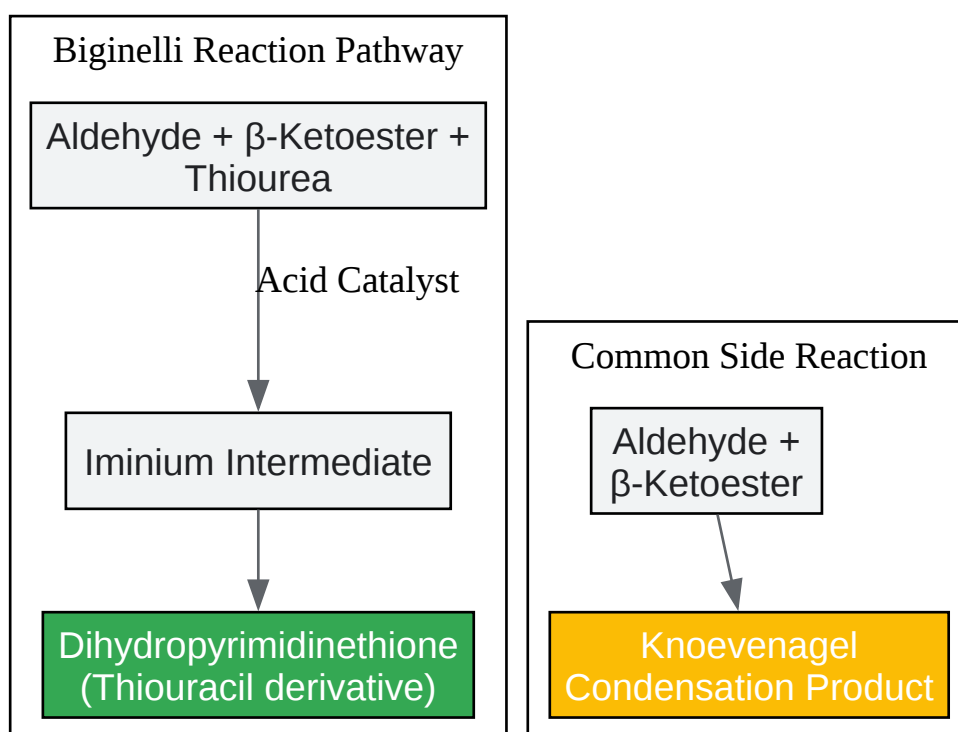 Biginelli Reaction Pathway
Aldehyde + β-Ketoester +
Thiourea
Acid Catalyst
Iminium Intermediate
Dihydropyrimidinethione
(Thiouracil derivative)
Common Side Reaction
Aldehyde +
β-Ketoester
Knoevenagel
Condensation Product